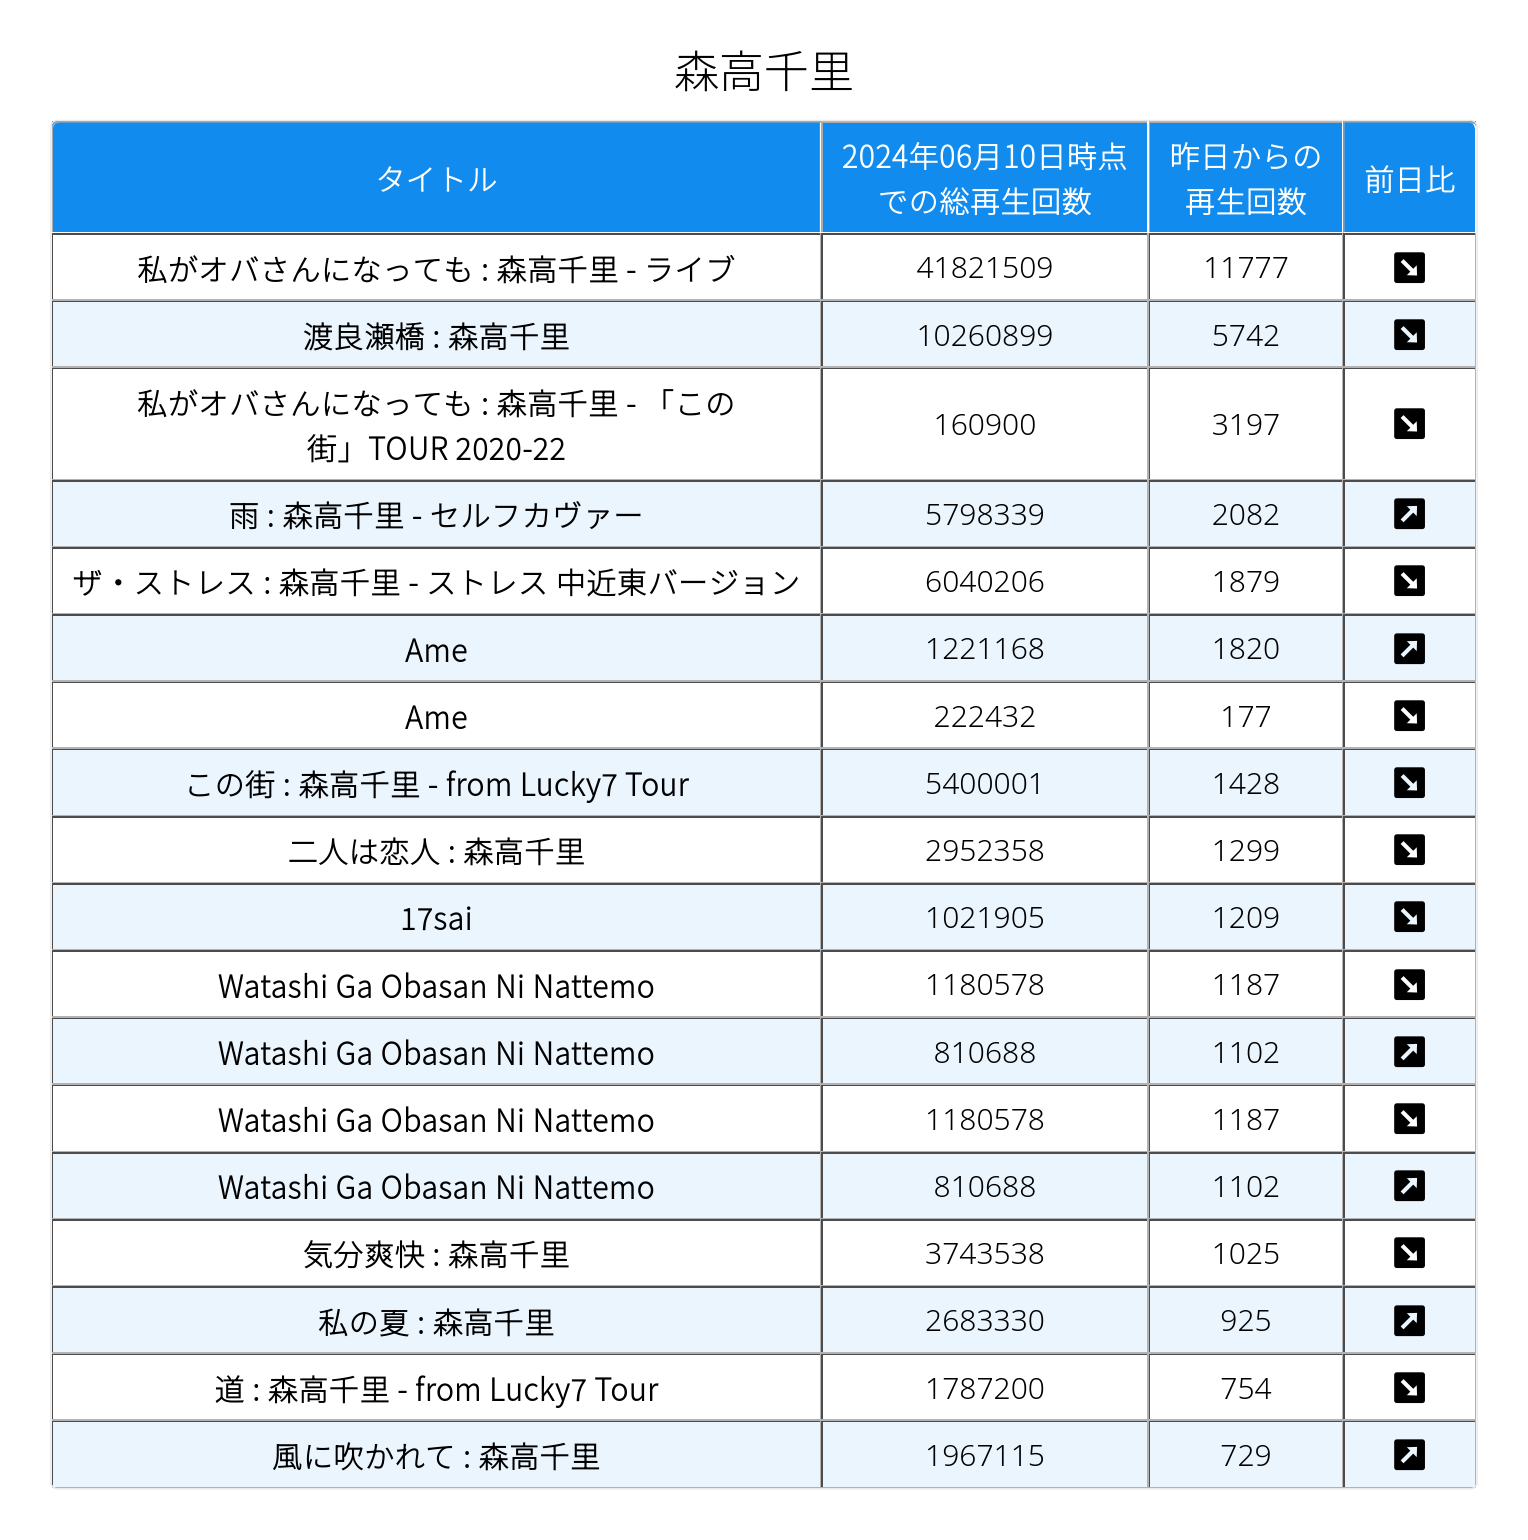 森高千里
タイトル 2024年06月10日時点での総再生回数 昨日からの再生回数 前日比
私がオバさんになっても : 森高千里 - ライブ 41821509 11777 ↘
渡良瀬橋 : 森高千里 10260899 5742 ↘
私がオバさんになっても : 森高千里 - 「この街」TOUR 2020-22 160900 3197 ↘
雨 : 森高千里 - セルフカヴァー 5798339 2082 ↗
ザ・ストレス : 森高千里 - ストレス 中近東バージョン 6040206 1879 ↘
Ame 1221168 1820 ↗
Ame 222432 177 ↘
この街 : 森高千里 - from Lucky7 Tour 5400001 1428 ↘
二人は恋人 : 森高千里 2952358 1299 ↘
17sai 1021905 1209 ↘
Watashi Ga Obasan Ni Nattemo 1180578 1187 ↘
Watashi Ga Obasan Ni Nattemo 810688 1102 ↗
Watashi Ga Obasan Ni Nattemo 1180578 1187 ↘
Watashi Ga Obasan Ni Nattemo 810688 1102 ↗
気分爽快 : 森高千里 3743538 1025 ↘
私の夏 : 森高千里 2683330 925 ↗
道 : 森高千里 - from Lucky7 Tour 1787200 754 ↘
風に吹かれて : 森高千里 1967115 729 ↗